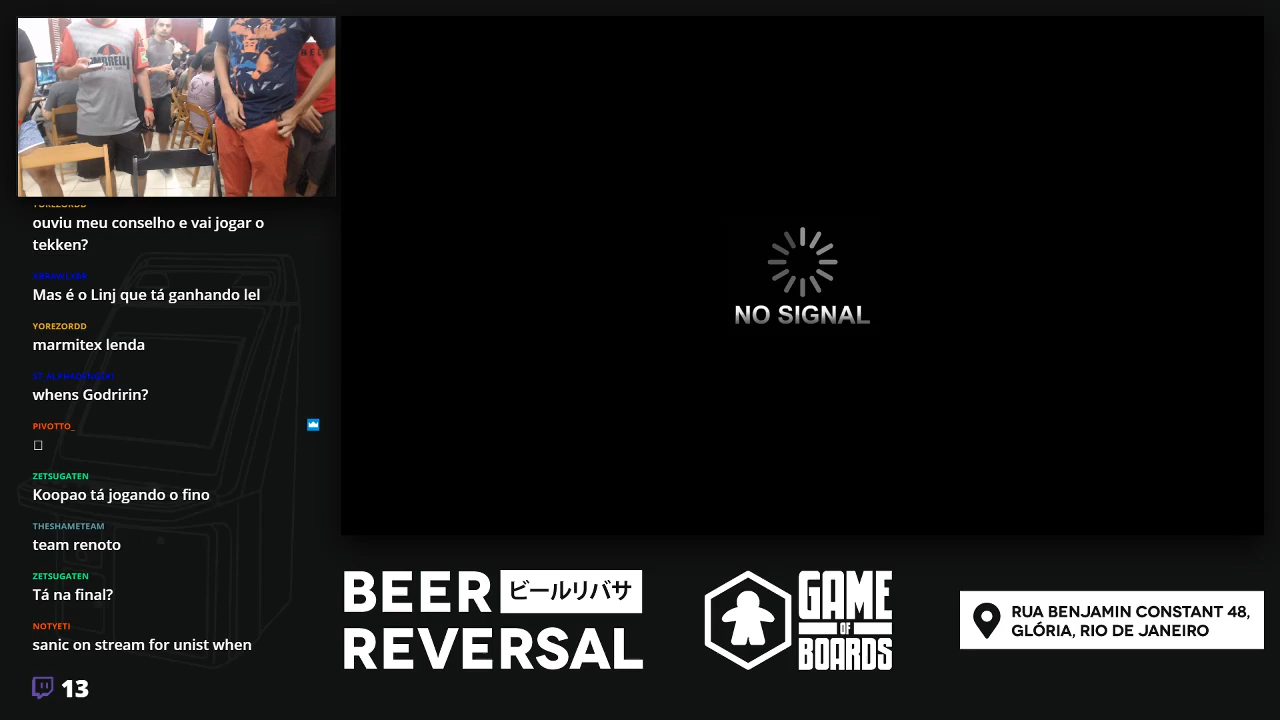 ouviu meu conselho e vai jogar o
tekken?
Mas é o Linj que tá ganhando lel
YOREZORDD
marmitex lenda
whens Godririn?
PIVOTTO_
ZETSUGATEN
Koopao tá jogando o fino
THESHAMETEAM
team renoto
ZETSUGATEN
Tá na final?
NOTYETI
sanic on stream for unist when
13
NO SIGNAL
BEER ビールリバサ
REVERSAL
GAME
OF
BOARDS
RUA BENJAMIN CONSTANT 48,
GLÓRIA, RIO DE JANEIRO